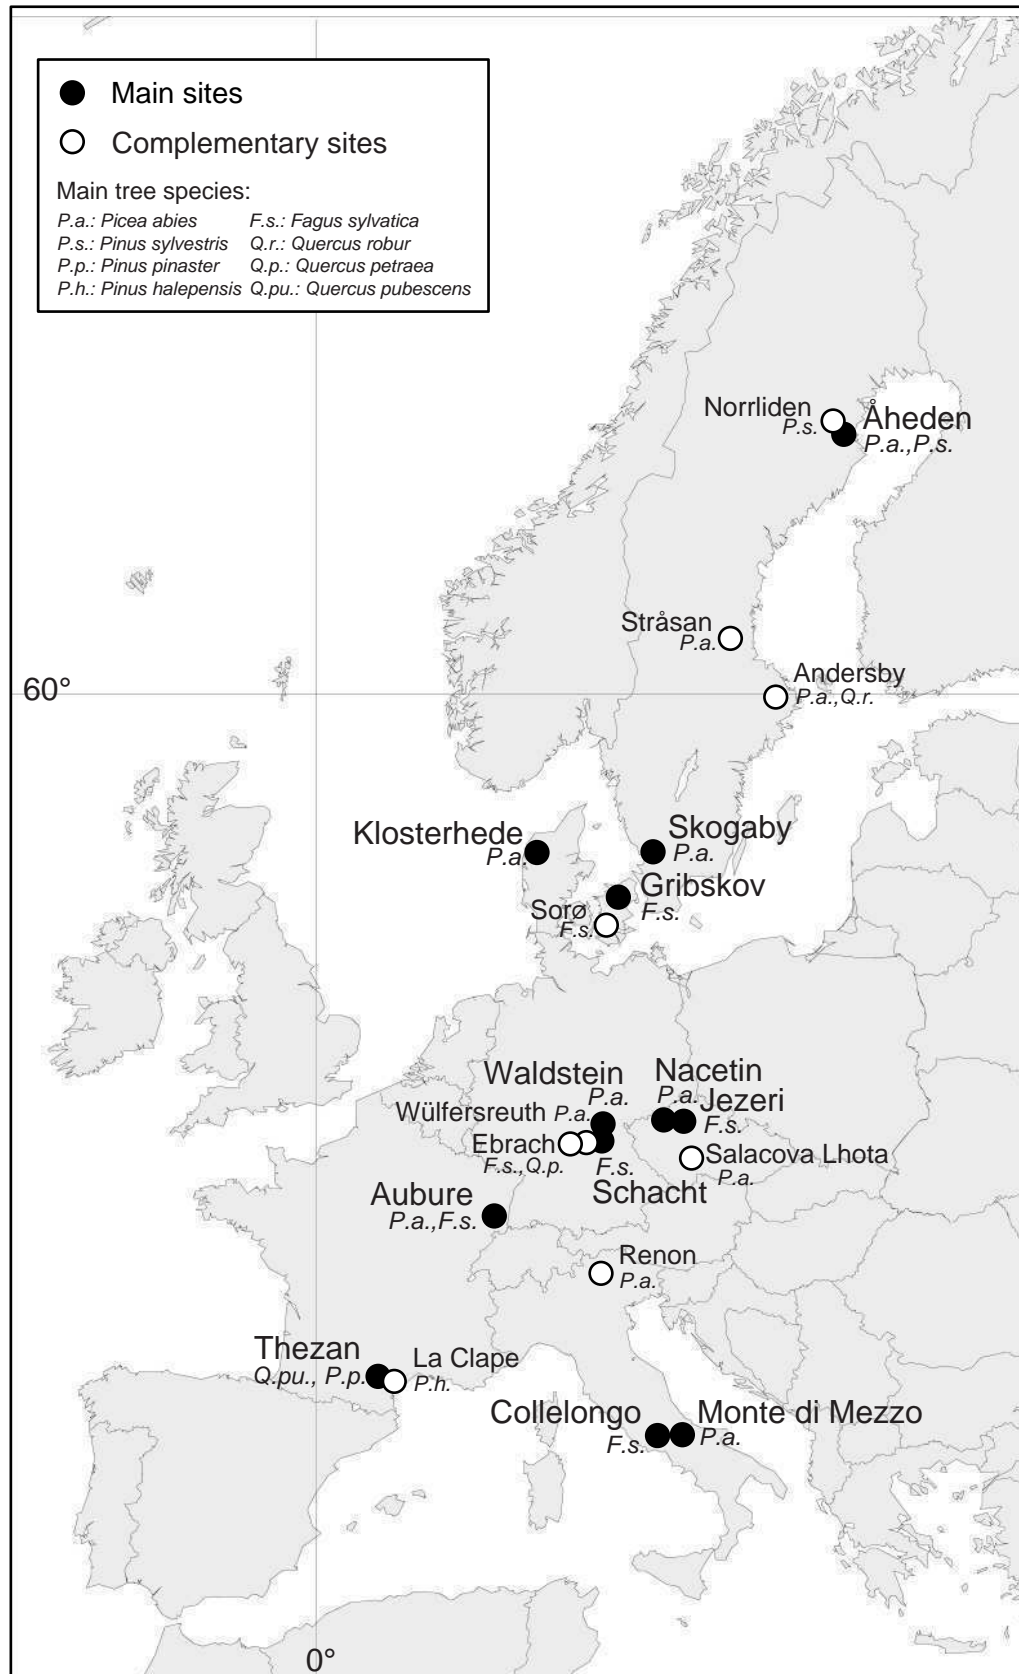 Main sites
Complementary sites
Main tree species:
P.a.: Picea abies F.s.: Fagus sylvatica
P.s.: Pinus sylvestris Q.r.: Quercus robur
P.p.: Pinus pinaster Q.p.: Quercus petraea
P.h.: Pinus halepensis Q.pu.: Quercus pubescens
Norrliden
P.s.
Åheden
P.a.,P.s.
Stråsan
P.a.
Andersby
P.a.,Q.r.
60°
Klosterhede
P.a.
Skogaby
P.a.
Gribskov
F.s.
Sorø
F.s.
Waldstein
P.a.
Nacetin
P.a.
Jezeri
F.s.
Wülfersreuth P.a.
Ebrach
F.s.,Q.p.
F.s.
Schacht
Salacova Lhota
P.a.
Aubure
P.a.,F.s.
Renon
P.a.
Thezan
Q.pu., P.p.
La Clape
P.h.
Collelongo
F.s.
Monte di Mezzo
P.a.
0°